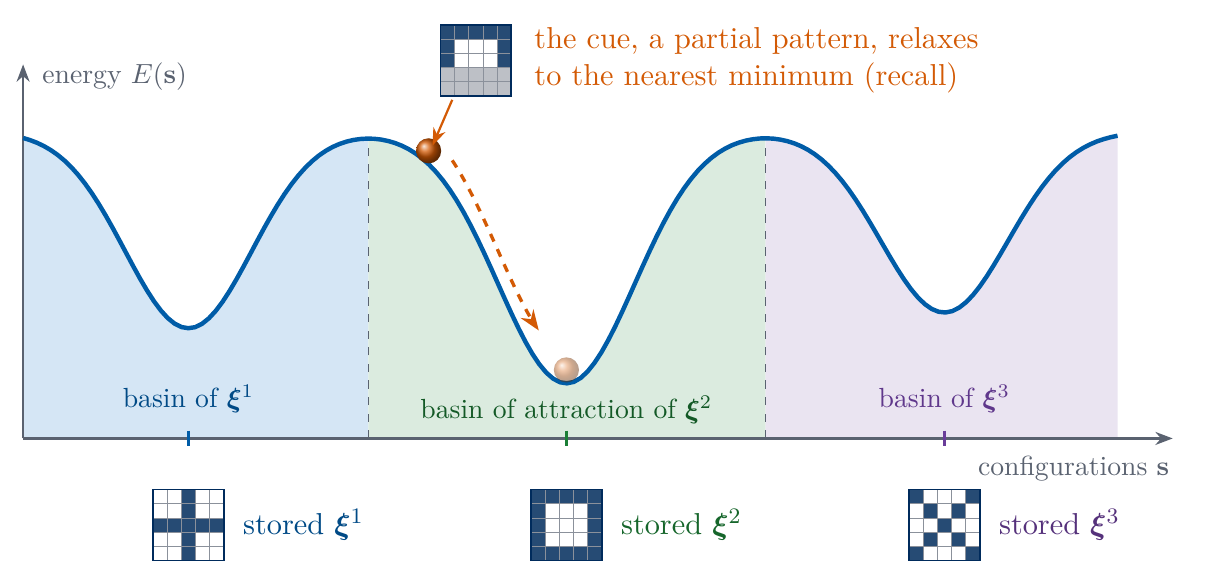 the cue, a partial pattern, relaxes
to the nearest minimum (recall)
energy E(s)
basin of ξ¹
basin of attraction of ξ²
basin of ξ³
configurations s
stored ξ¹
stored ξ²
stored ξ³